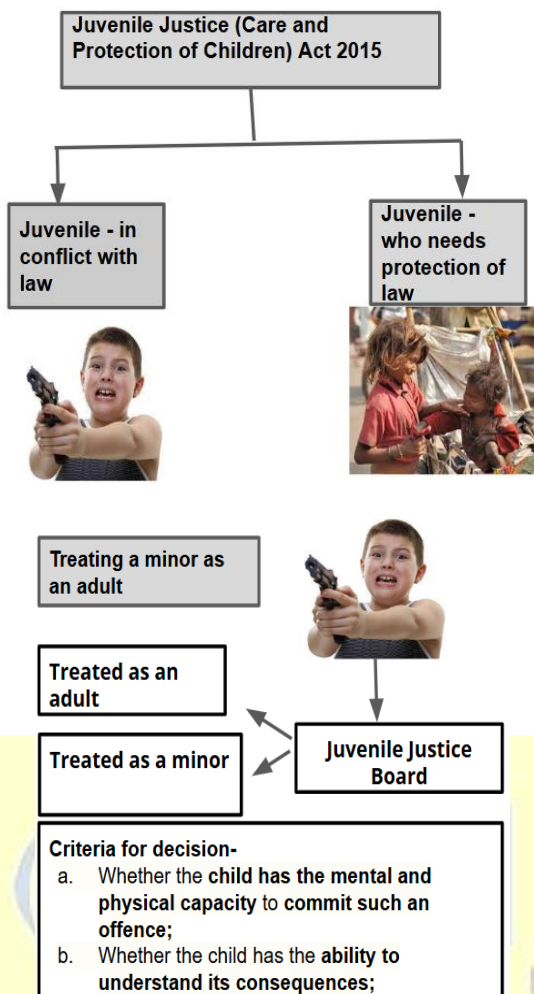 Juvenile Justice (Care and
Protection of Children) Act 2015
Juvenile - in
conflict with
law
Juvenile -
who needs
protection of
law
Treating a minor as
an adult
Treated as an
adult
Treated as a minor
Juvenile Justice
Board
Criteria for decision-
a. Whether the child has the mental and
physical capacity to commit such an
offence;
b. Whether the child has the ability to
understand its consequences;